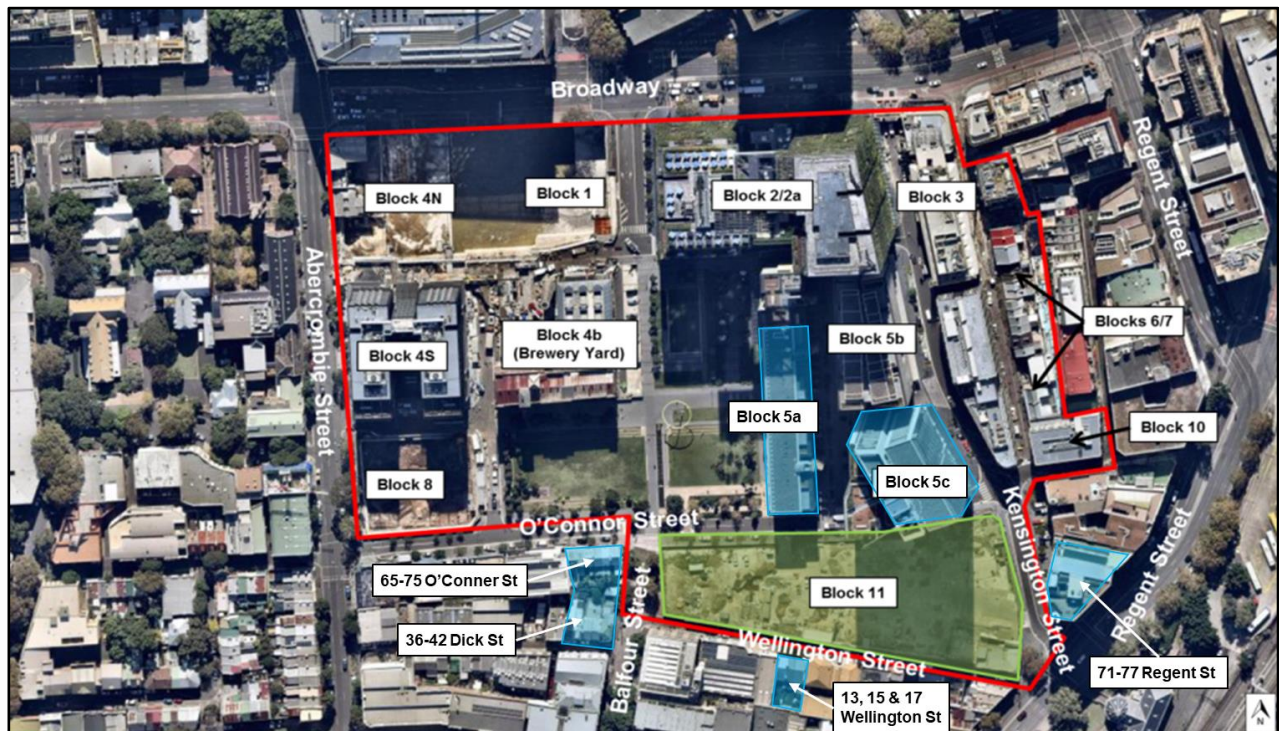 Broadway
Regent Street
Block 4N
Block 1
Block 2/2a
Block 3
Abercrombie Street
Blocks 6/7
Block 4S
Block 4b
(Brewery Yard)
Block 5b
Block 5a
Block 10
Block 8
Block 5c
O'Connor Street
Kensington Street
Regent Street
65-75 O'Conner St
Block 11
36-42 Dick St
Balfour Street
Wellington Street
71-77 Regent St
13, 15 & 17
Wellington St
N